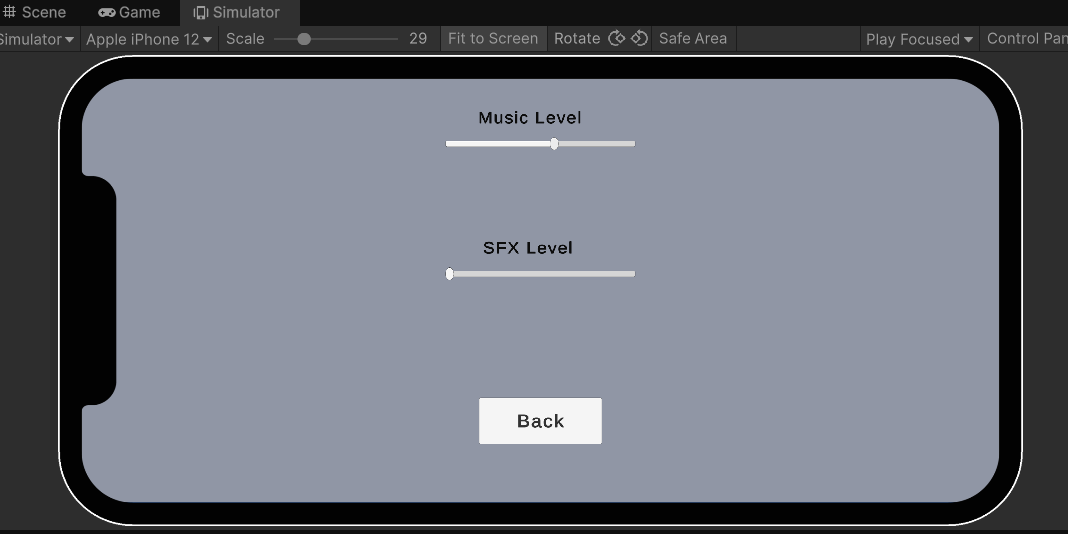 Scene Game Simulator
Simulator Apple iPhone 12 Scale 29 Fit to Screen Rotate Safe Area Play Focused Control Pan
Music Level
SFX Level
Back